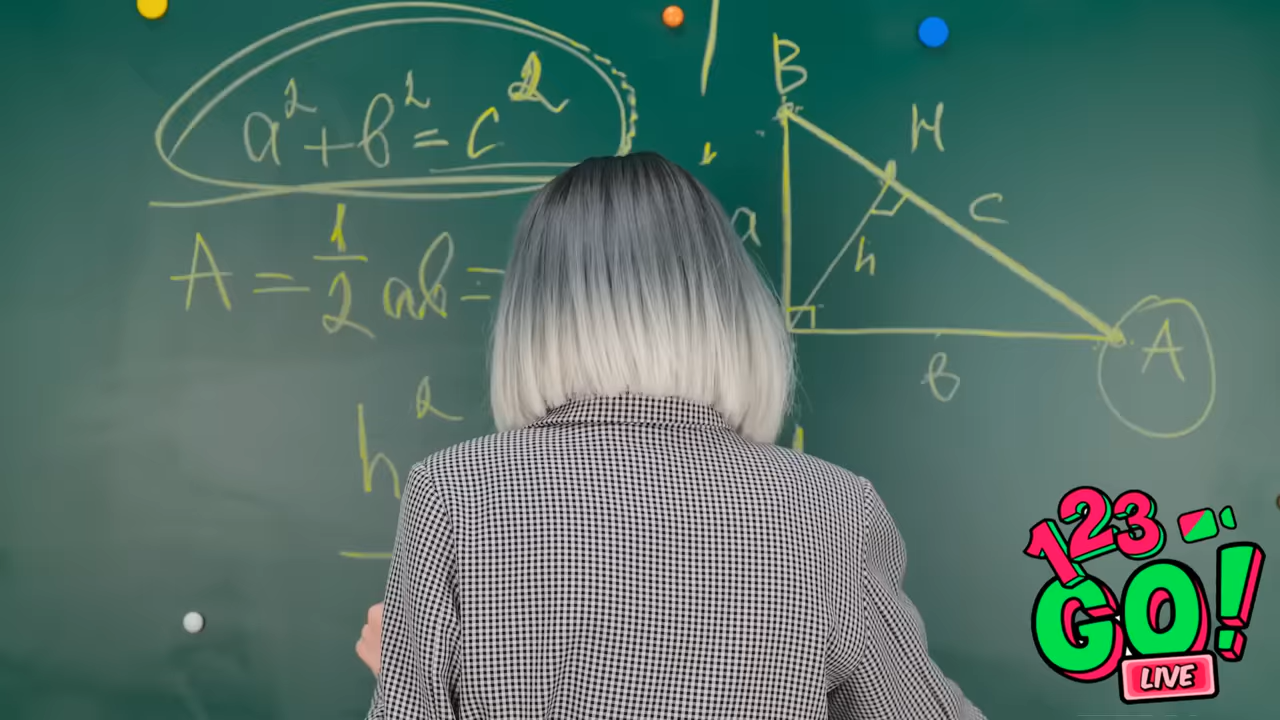 a² + b² = c²
A = 1/2 ab =
h²
B
H
a
h
c
b
A
123
GO!
LIVE